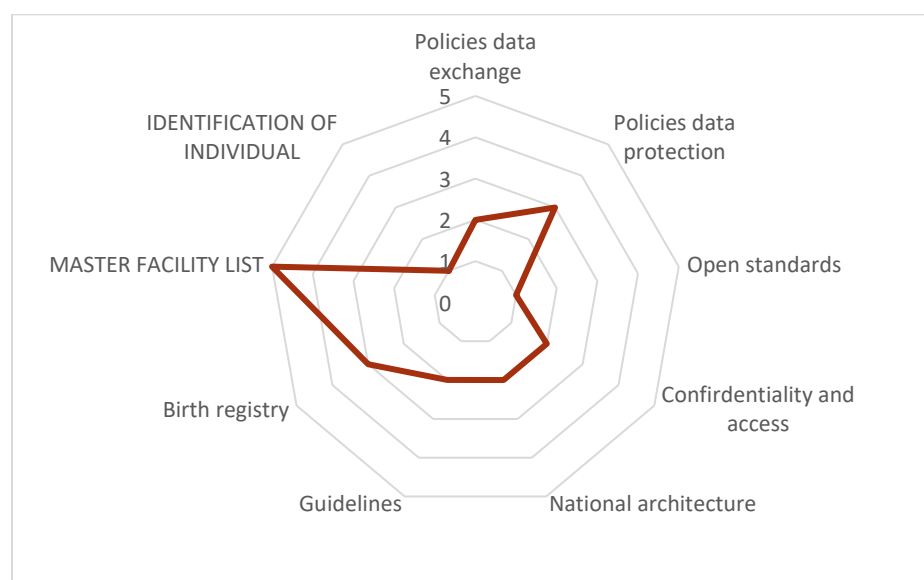 Policies data
exchange
Policies data
protection
Open standards
Confirdentiality and
access
National architecture
Guidelines
Birth registry
MASTER FACILITY LIST
IDENTIFICATION OF
INDIVIDUAL
5
4
3
2
1
0